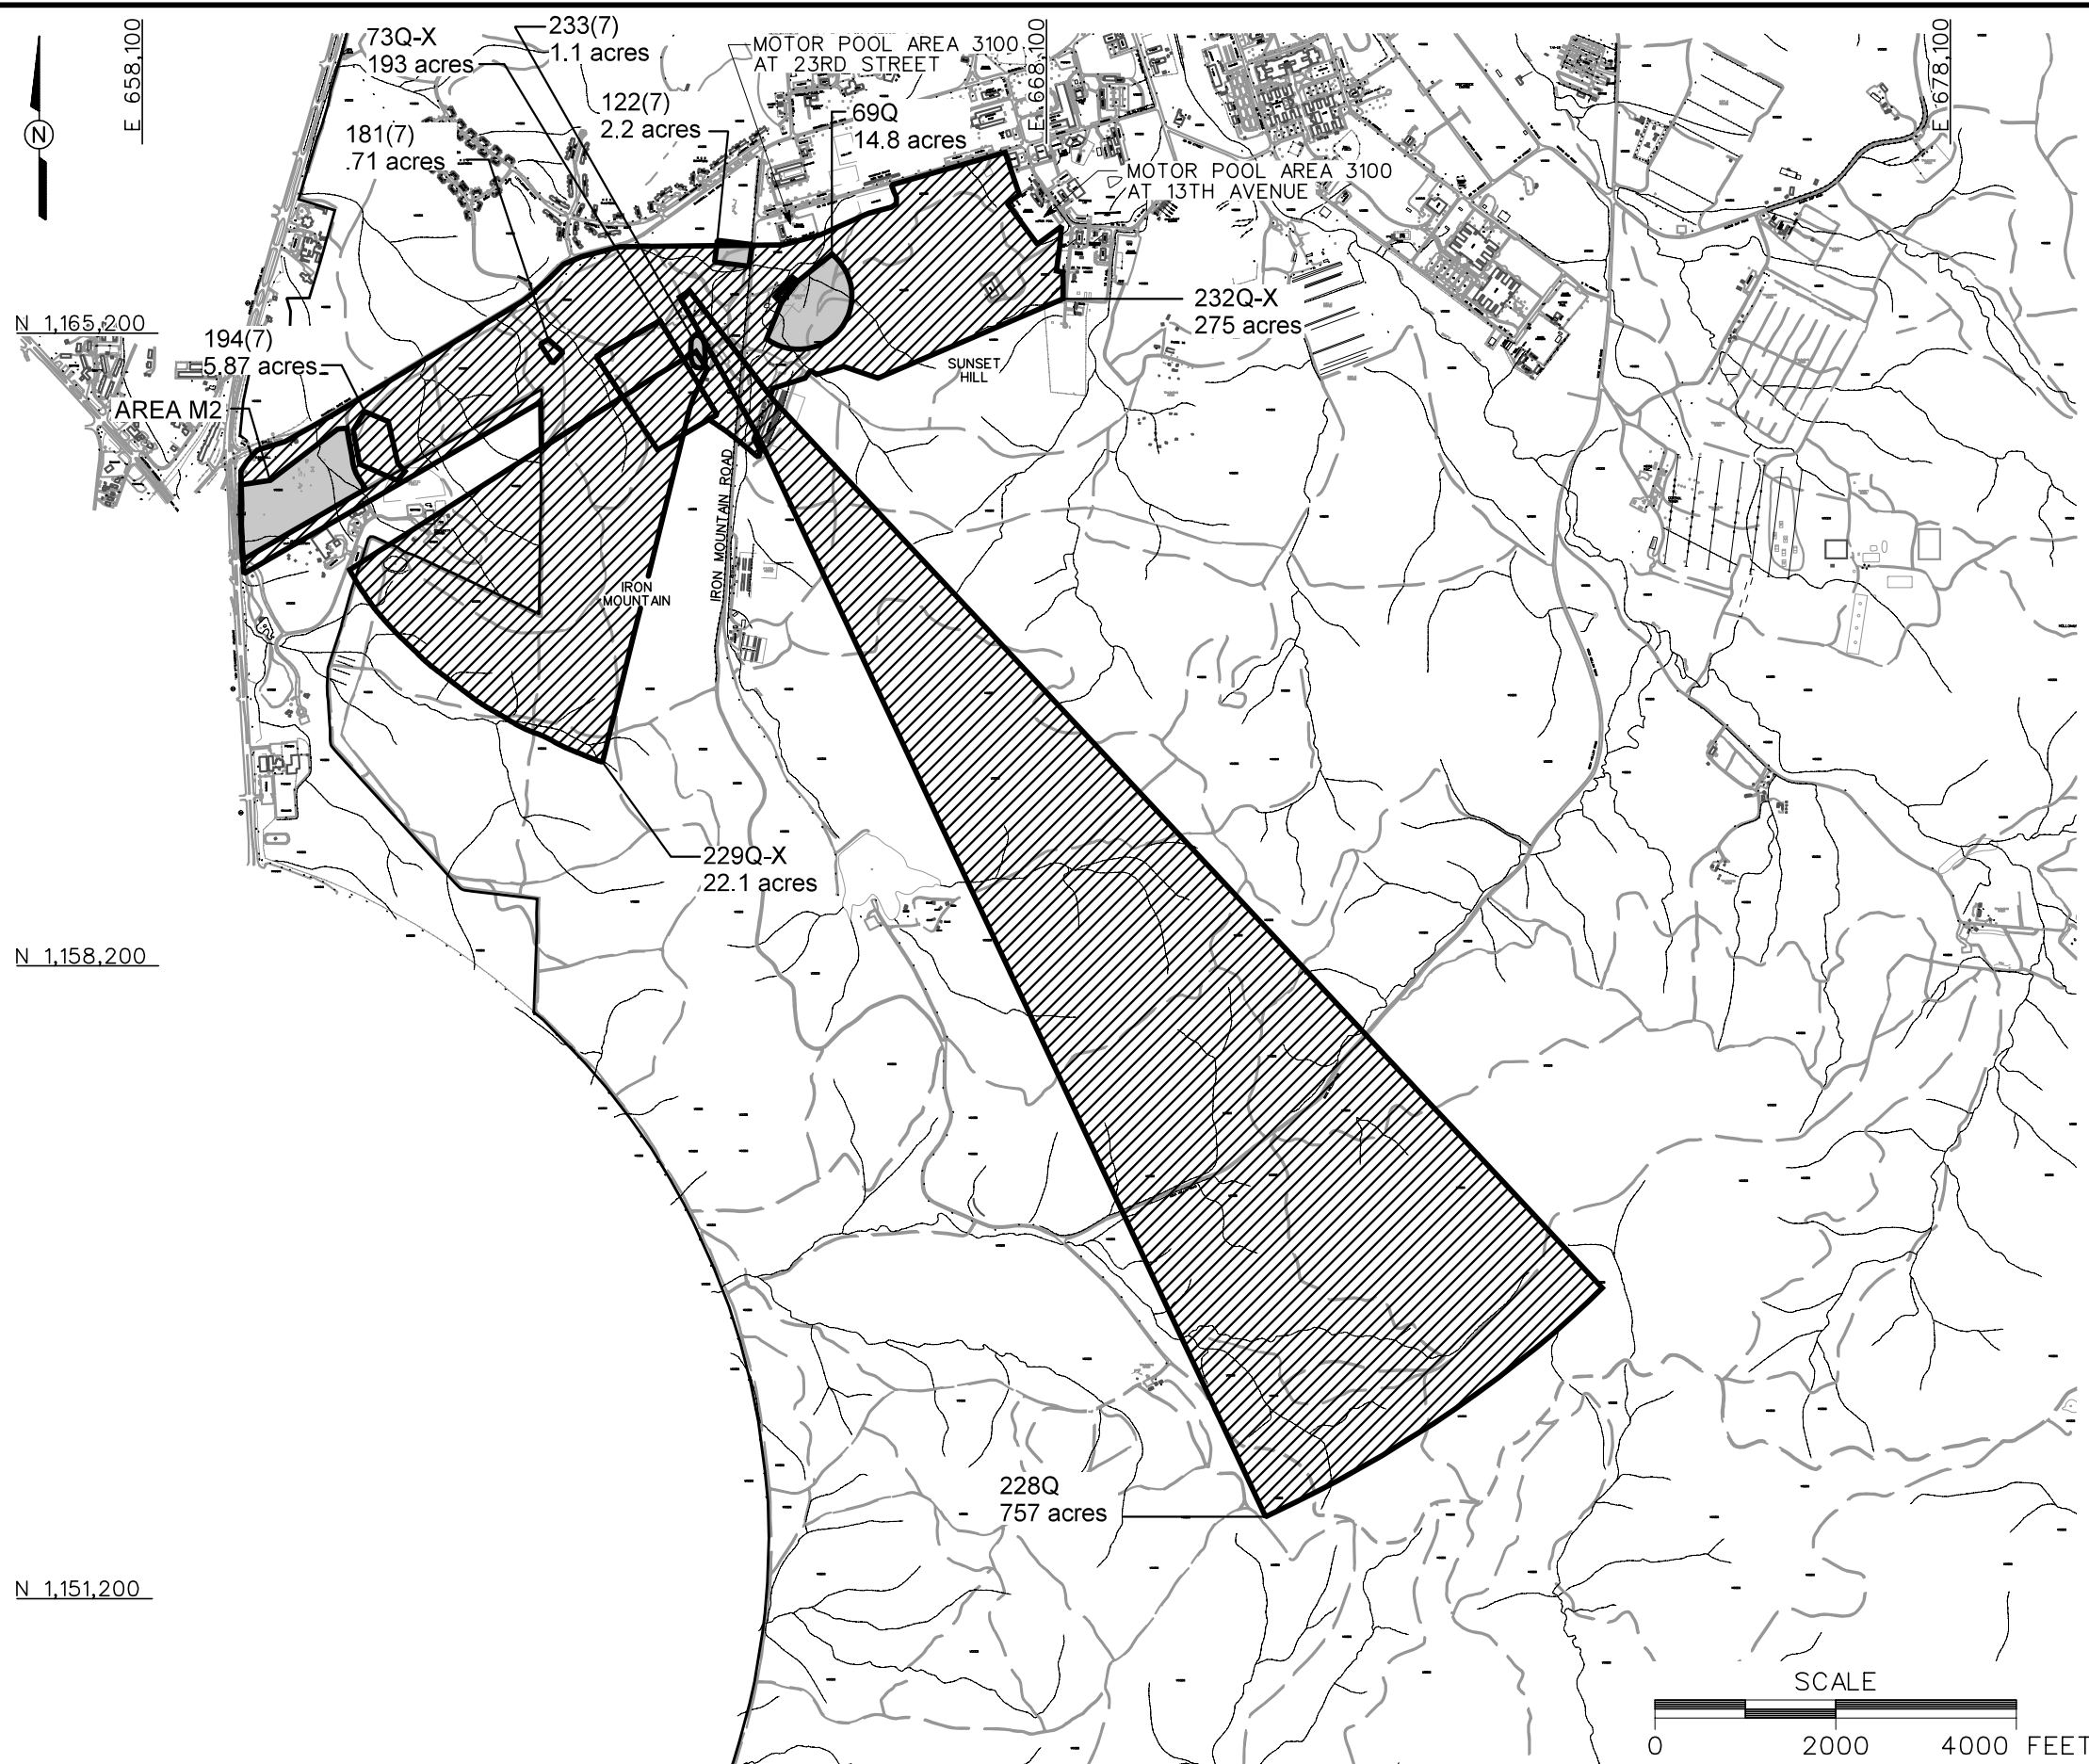 E 658,100
73Q-X
193 acres
233(7)
1.1 acres
MOTOR POOL AREA 3100
AT 23RD STREET
E 668,100
E 678,100
122(7)
2.2 acres
69Q
14.8 acres
181(7)
.71 acres
MOTOR POOL AREA 3100
AT 13TH AVENUE
N 1,165,200
232Q-X
275 acres
194(7)
5.87 acres
SUNSET
HILL
AREA M2
IRON MOUNTAIN ROAD
IRON
MOUNTAIN
229Q-X
22.1 acres
N 1,158,200
228Q
757 acres
N 1,151,200
SCALE
0 2000 4000 FEET
N